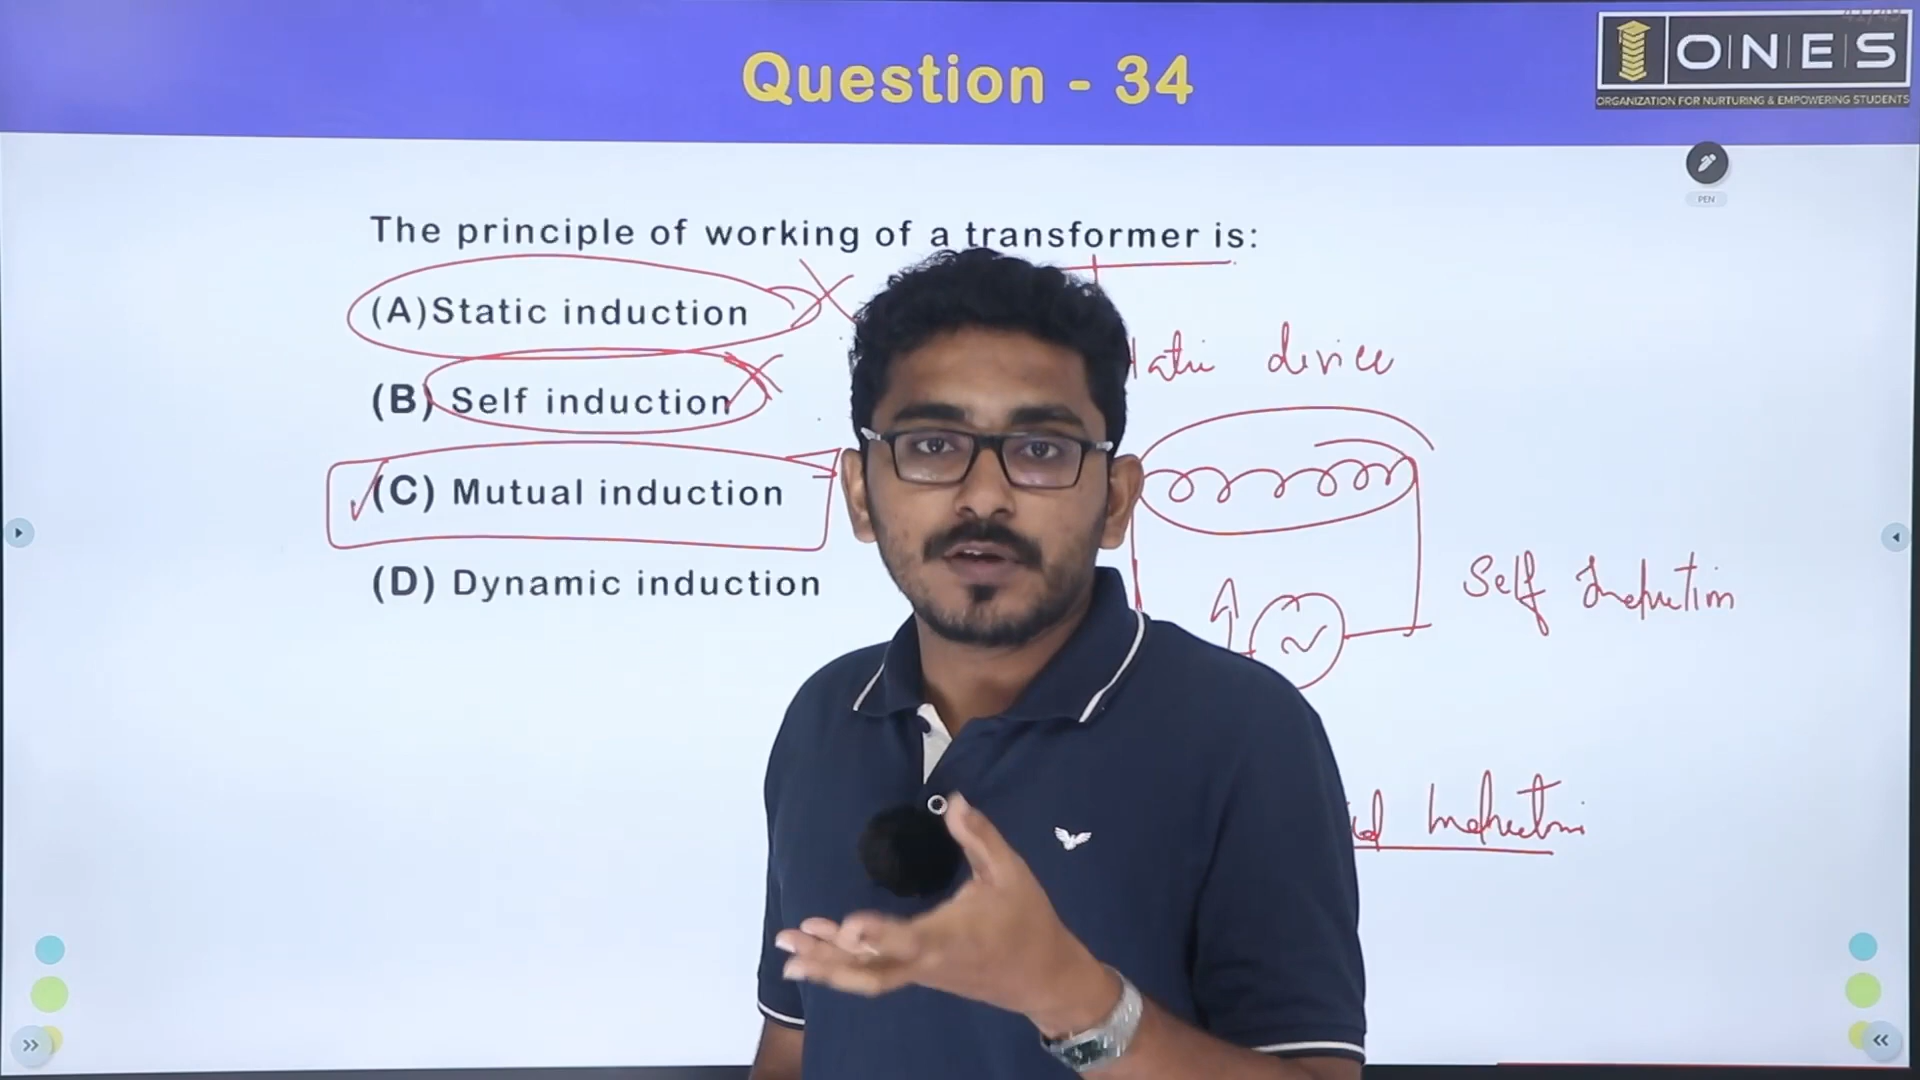 Question - 34
ONES
ORGANIZATION FOR NURTURING & EMPOWERING STUDENTS
PEN
The principle of working of a transformer is:
(A)Static induction
(B) Self induction
(C) Mutual induction
(D) Dynamic induction
device
Self Induction
Induction